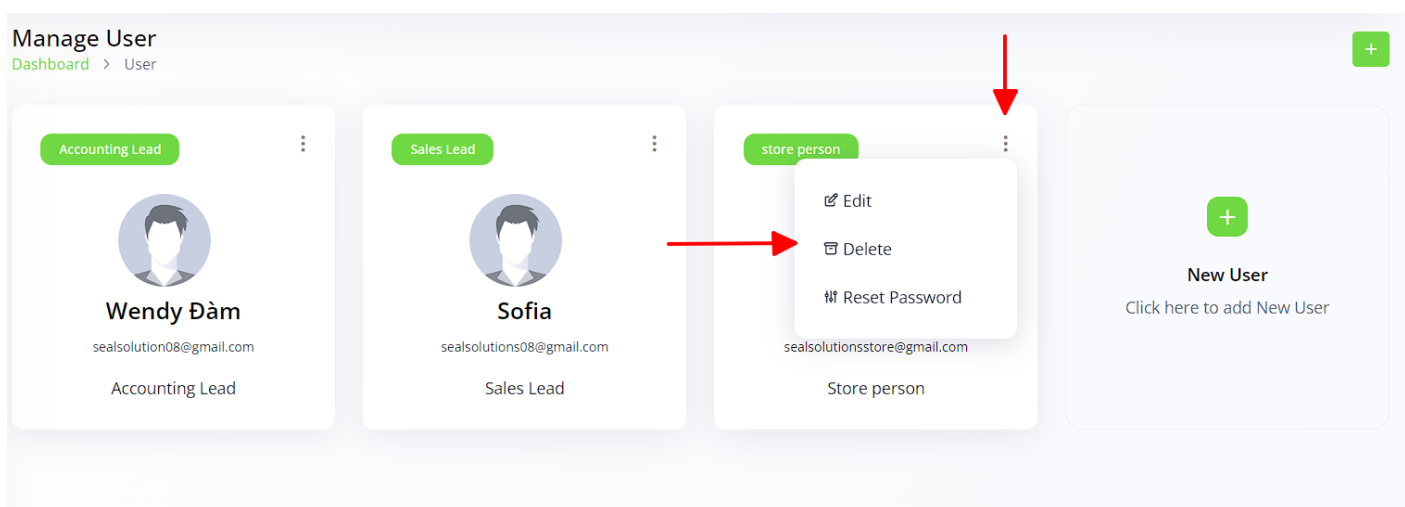 Manage User
Dashboard > User
+
Accounting Lead
Wendy Đàm
sealsolution08@gmail.com
Accounting Lead
Sales Lead
Sofia
sealsolutions08@gmail.com
Sales Lead
store person
Edit
Delete
Reset Password
sealsolutionsstore@gmail.com
Store person
+
New User
Click here to add New User